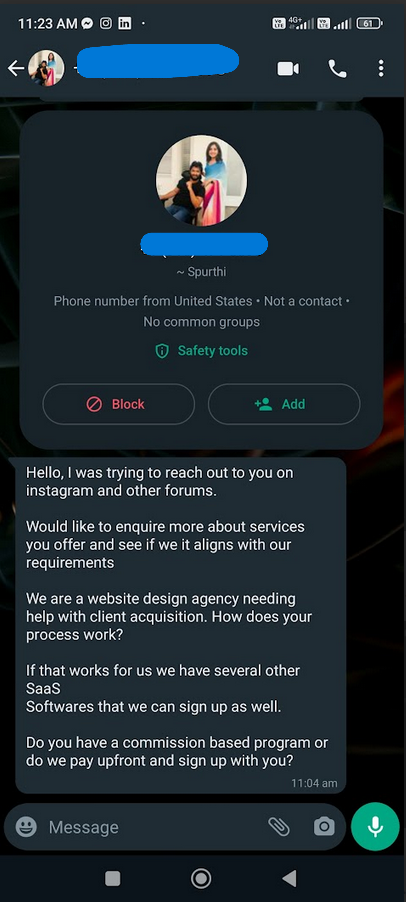 11:23 AM
4G+
61
~ Spurthi
Phone number from United States • Not a contact •
No common groups
Safety tools
Block
Add
Hello, I was trying to reach out to you on
instagram and other forums.
Would like to enquire more about services
you offer and see if we it aligns with our
requirements
We are a website design agency needing
help with client acquisition. How does your
process work?
If that works for us we have several other
SaaS
Softwares that we can sign up as well.
Do you have a commission based program or
do we pay upfront and sign up with you?
11:04 am
Message